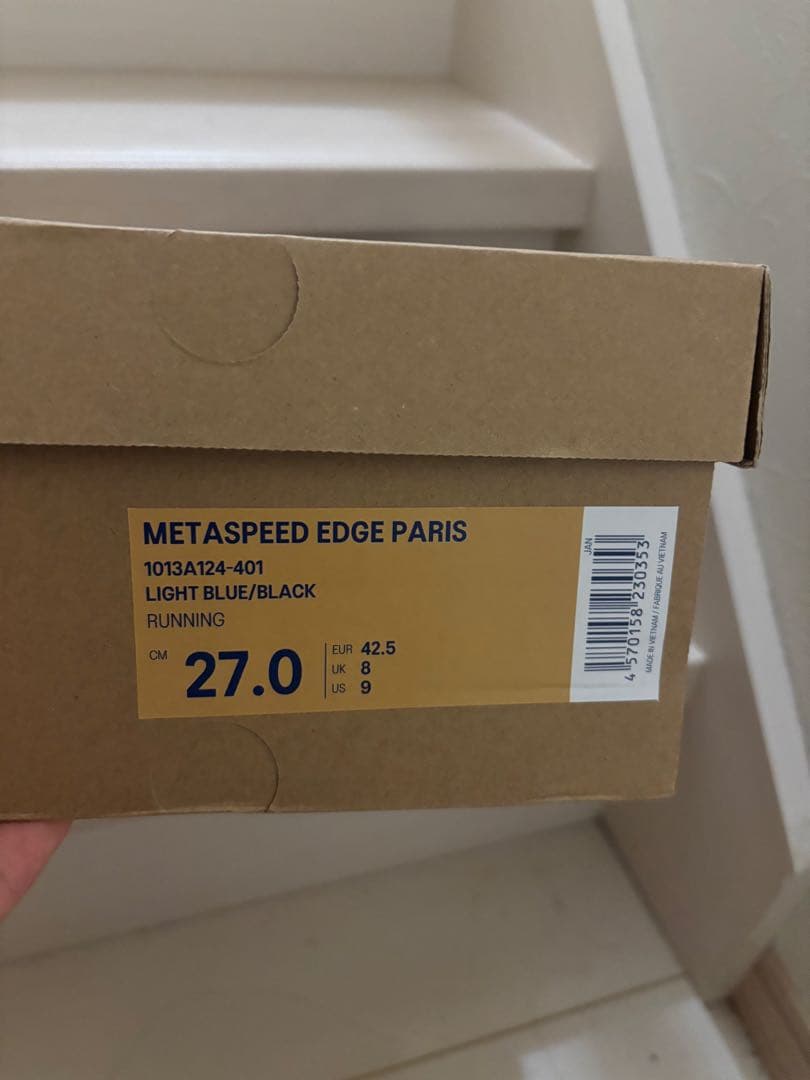 METASPEED EDGE PARIS
1013A124-401
LIGHT BLUE/BLACK
RUNNING
CM 27.0
EUR 42.5
UK 8
US 9
JAN
4 570158 230353
MADE IN VIETNAM / FABRIQUE AU VIETNAM